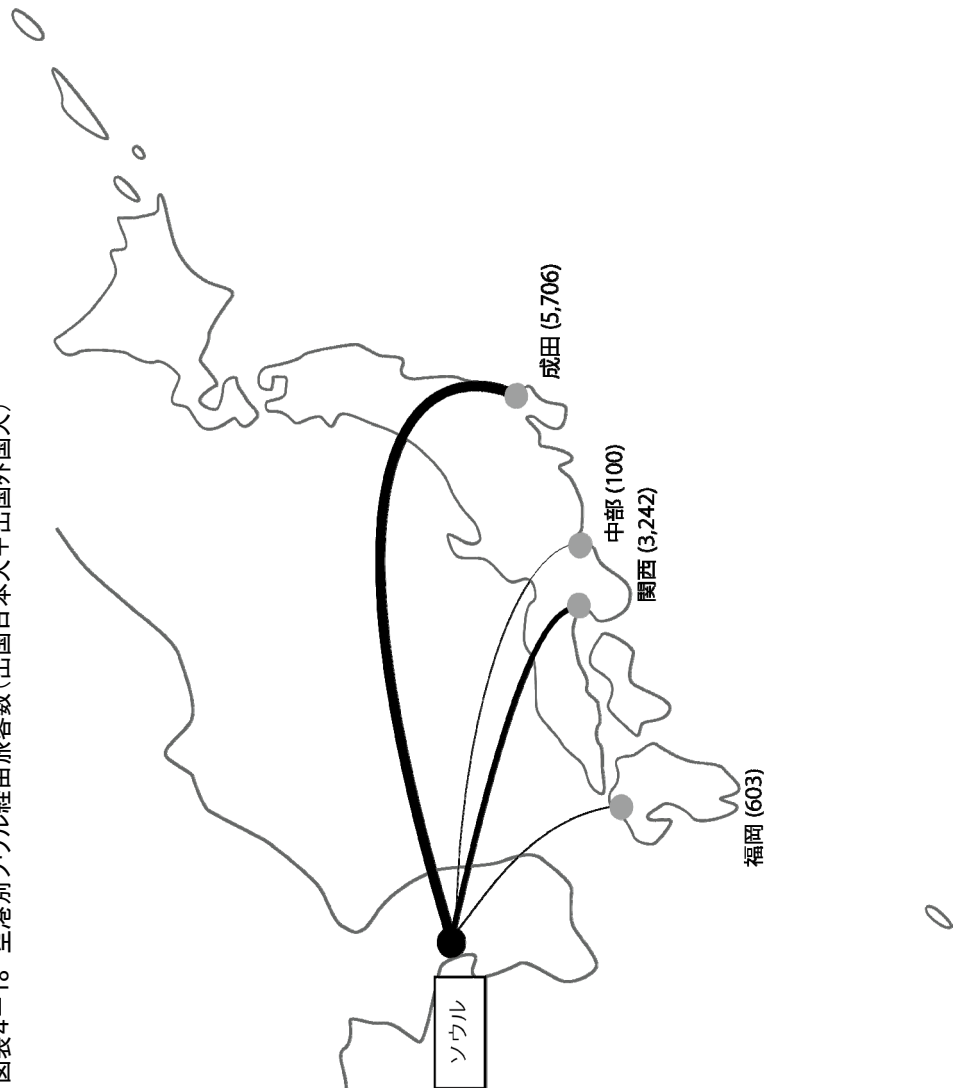 図表4－18 空港別ソウル経由旅客数（出国日本人＋出国外国人）
成田 (5,706)
中部 (100)
関西 (3,242)
福岡 (603)
ソウル